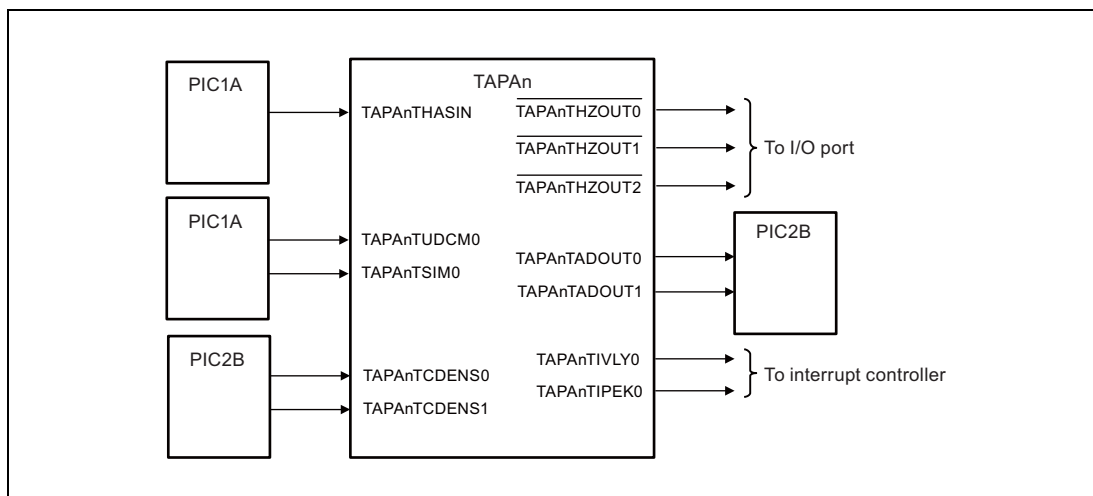 PIC1A
TAPAnTHASIN
PIC1A
TAPAnTUDCM0
TAPAnTSIM0
PIC2B
TAPAnTCDENS0
TAPAnTCDENS1
TAPAn
TAPAnTHZOUT0
TAPAnTHZOUT1
TAPAnTHZOUT2
To I/O port
TAPAnTADOUT0
TAPAnTADOUT1
PIC2B
TAPAnTIVLY0
TAPAnTIPEK0
To interrupt controller